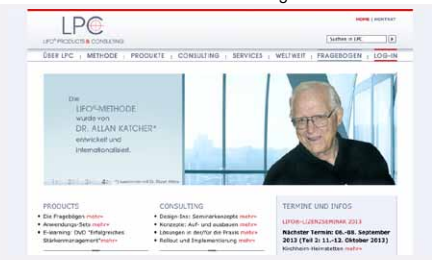 HOME | KONTAKT
LPC
LIFO® PRODUCTS & CONSULTING
Suchen in LPC
ÜBER LPC | METHODE | PRODUKTE | CONSULTING | SERVICES | WELTWEIT | FRAGEBOGEN | LOG-IN
Die
LIFO®-METHODE
wurde von
DR. ALLAN KATCHER*
entwickelt und
internationalisiert.
PRODUCTS
• Die Fragebögen mehr»
• Anwendungs-Sets mehr»
• E-learning: DVD "Erfolgreiches
Stärkenmanagement" mehr»
CONSULTING
• Design-Ins: Seminarkonzepte mehr»
• Konzepte: Auf- und ausbauen mehr»
• Lösungen in der/für die Praxis mehr»
• Rollout und Implementierung mehr»
TERMINE UND INFOS
LIFO®-LIZENZSEMINAR 2013
Nächster Termin: 06.-08. September
2013 (Teil 2: 11.-12. Oktober 2013)
Kirchheim-Heimstetten mehr»